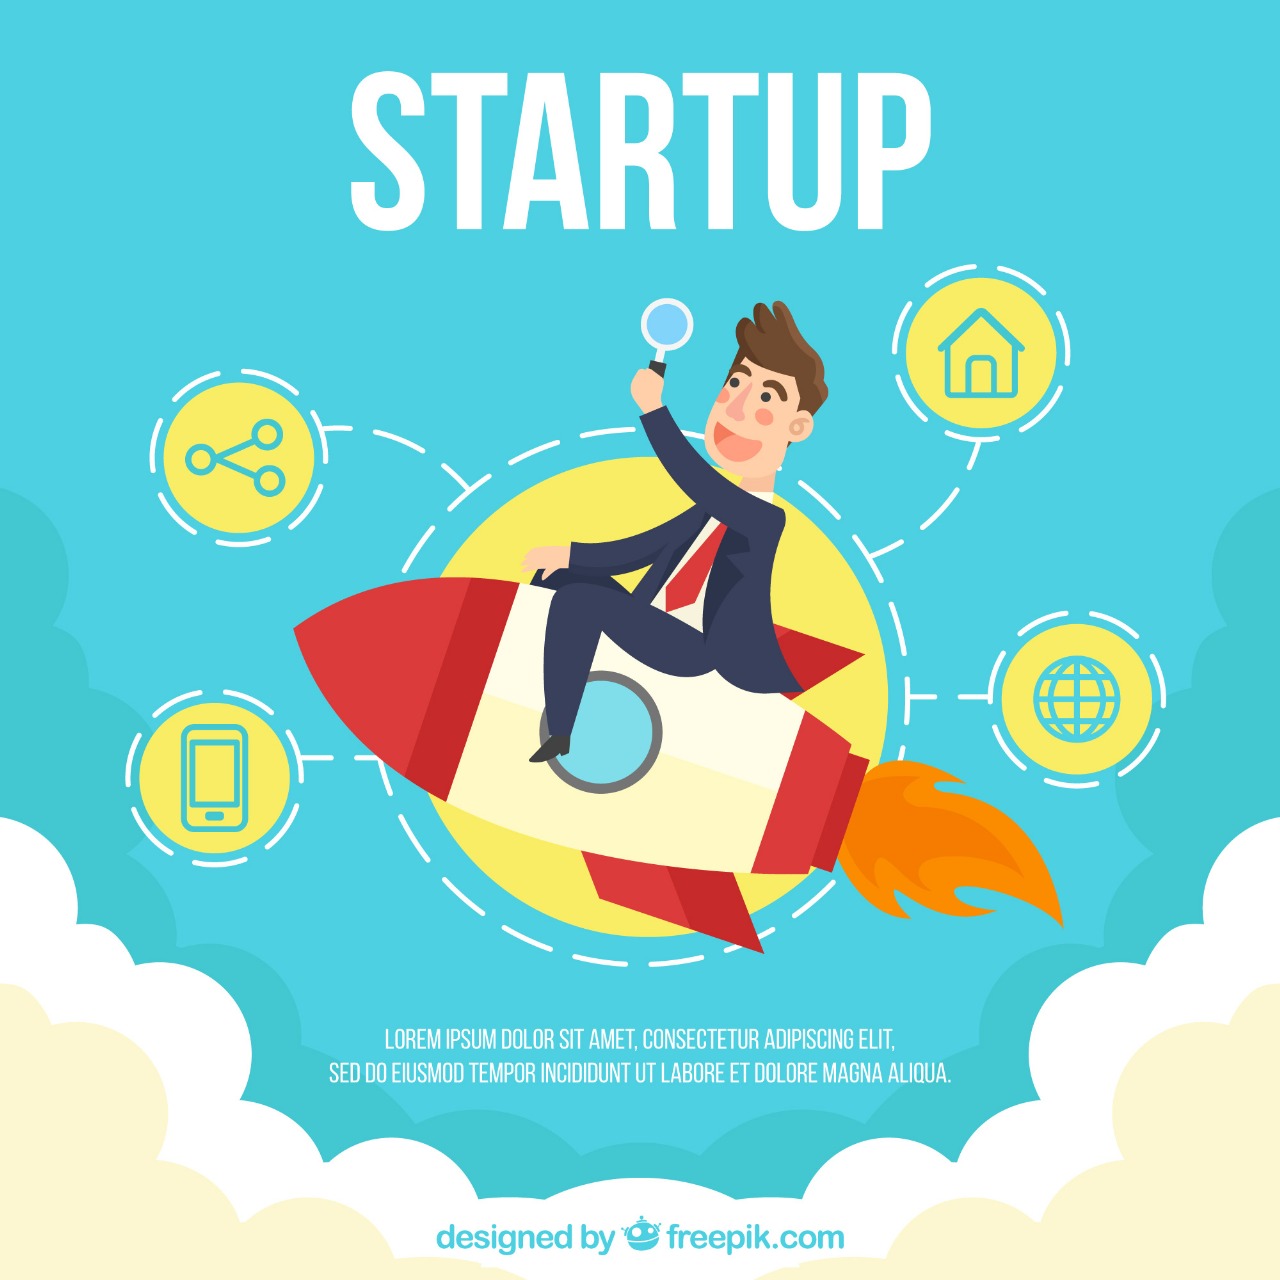 STARTUP
LOREM IPSUM DOLOR SIT AMET, CONSECTETUR ADIPISCING ELIT,
SED DO EIUSMOD TEMPOR INCIDIDUNT UT LABORE ET DOLORE MAGNA ALIQUA.
designed by freepik.com